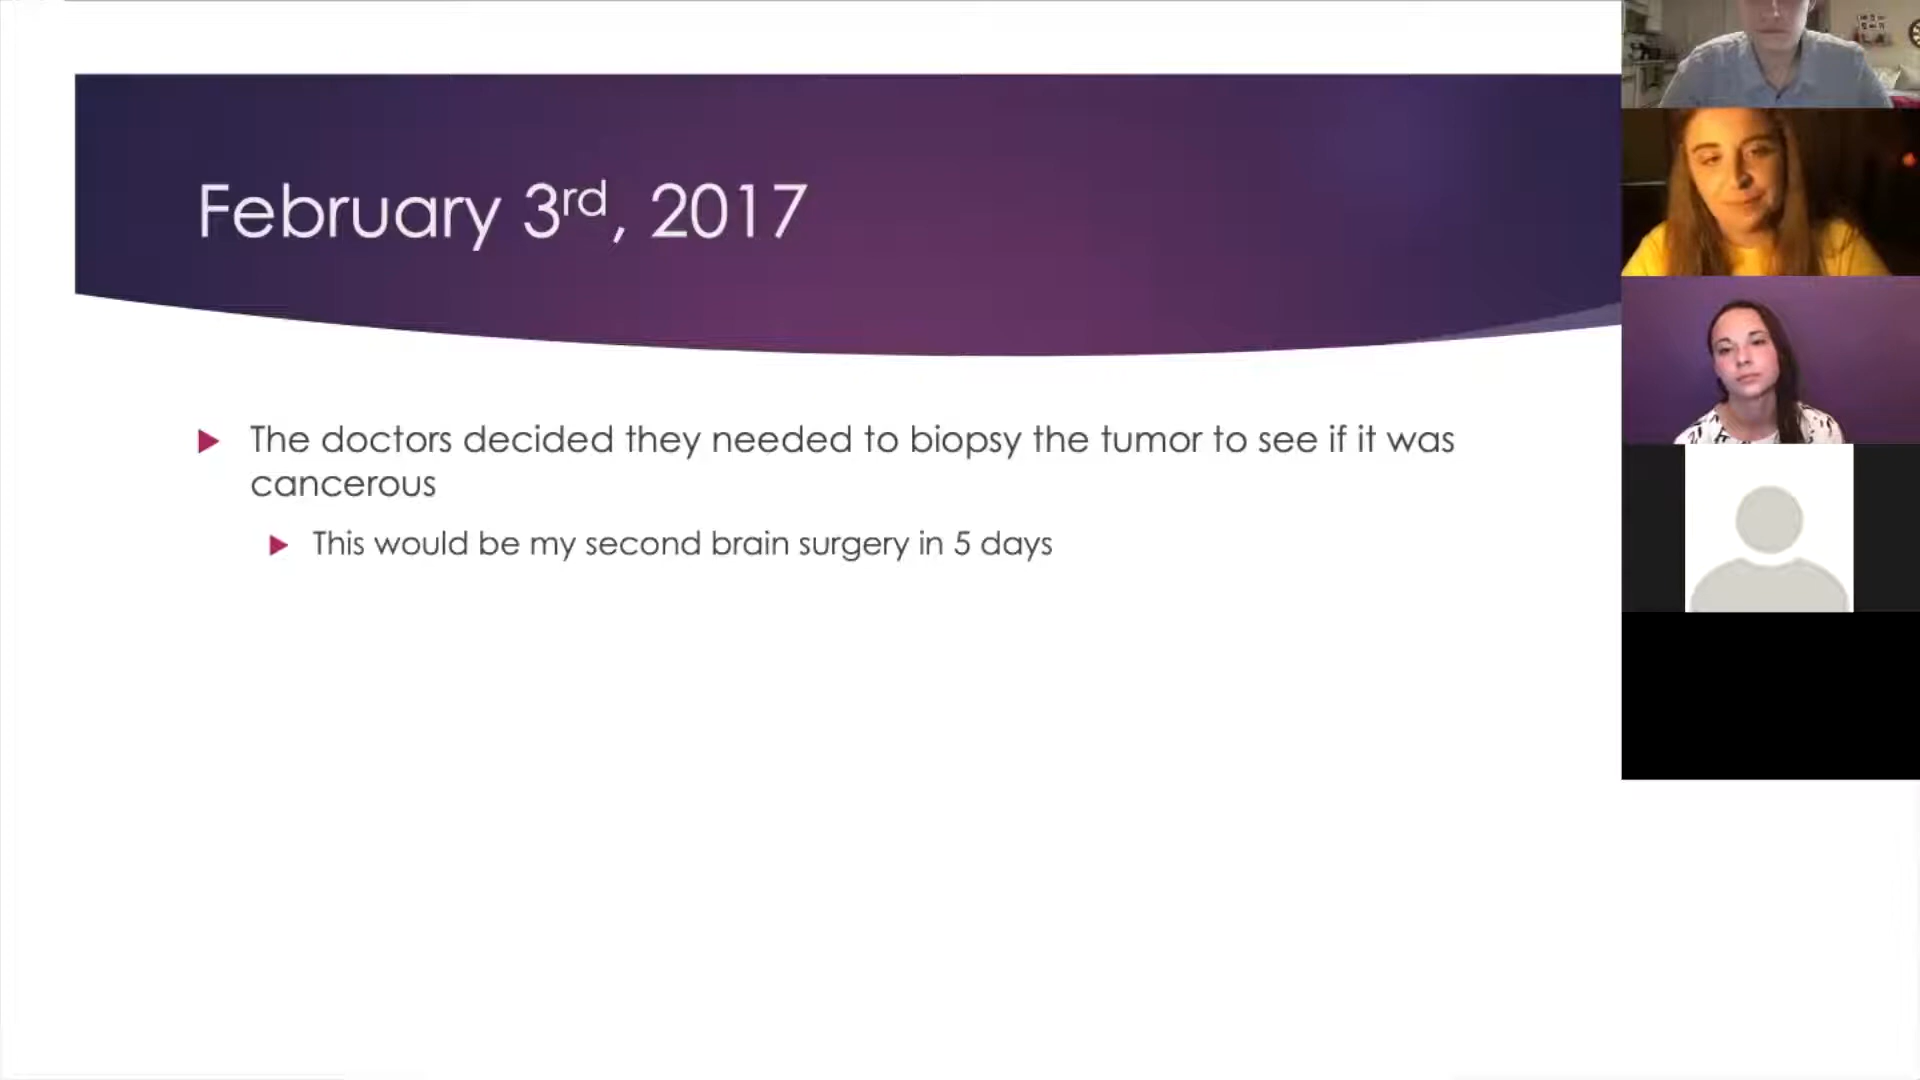 February 3rd, 2017
The doctors decided they needed to biopsy the tumor to see if it was
cancerous
This would be my second brain surgery in 5 days